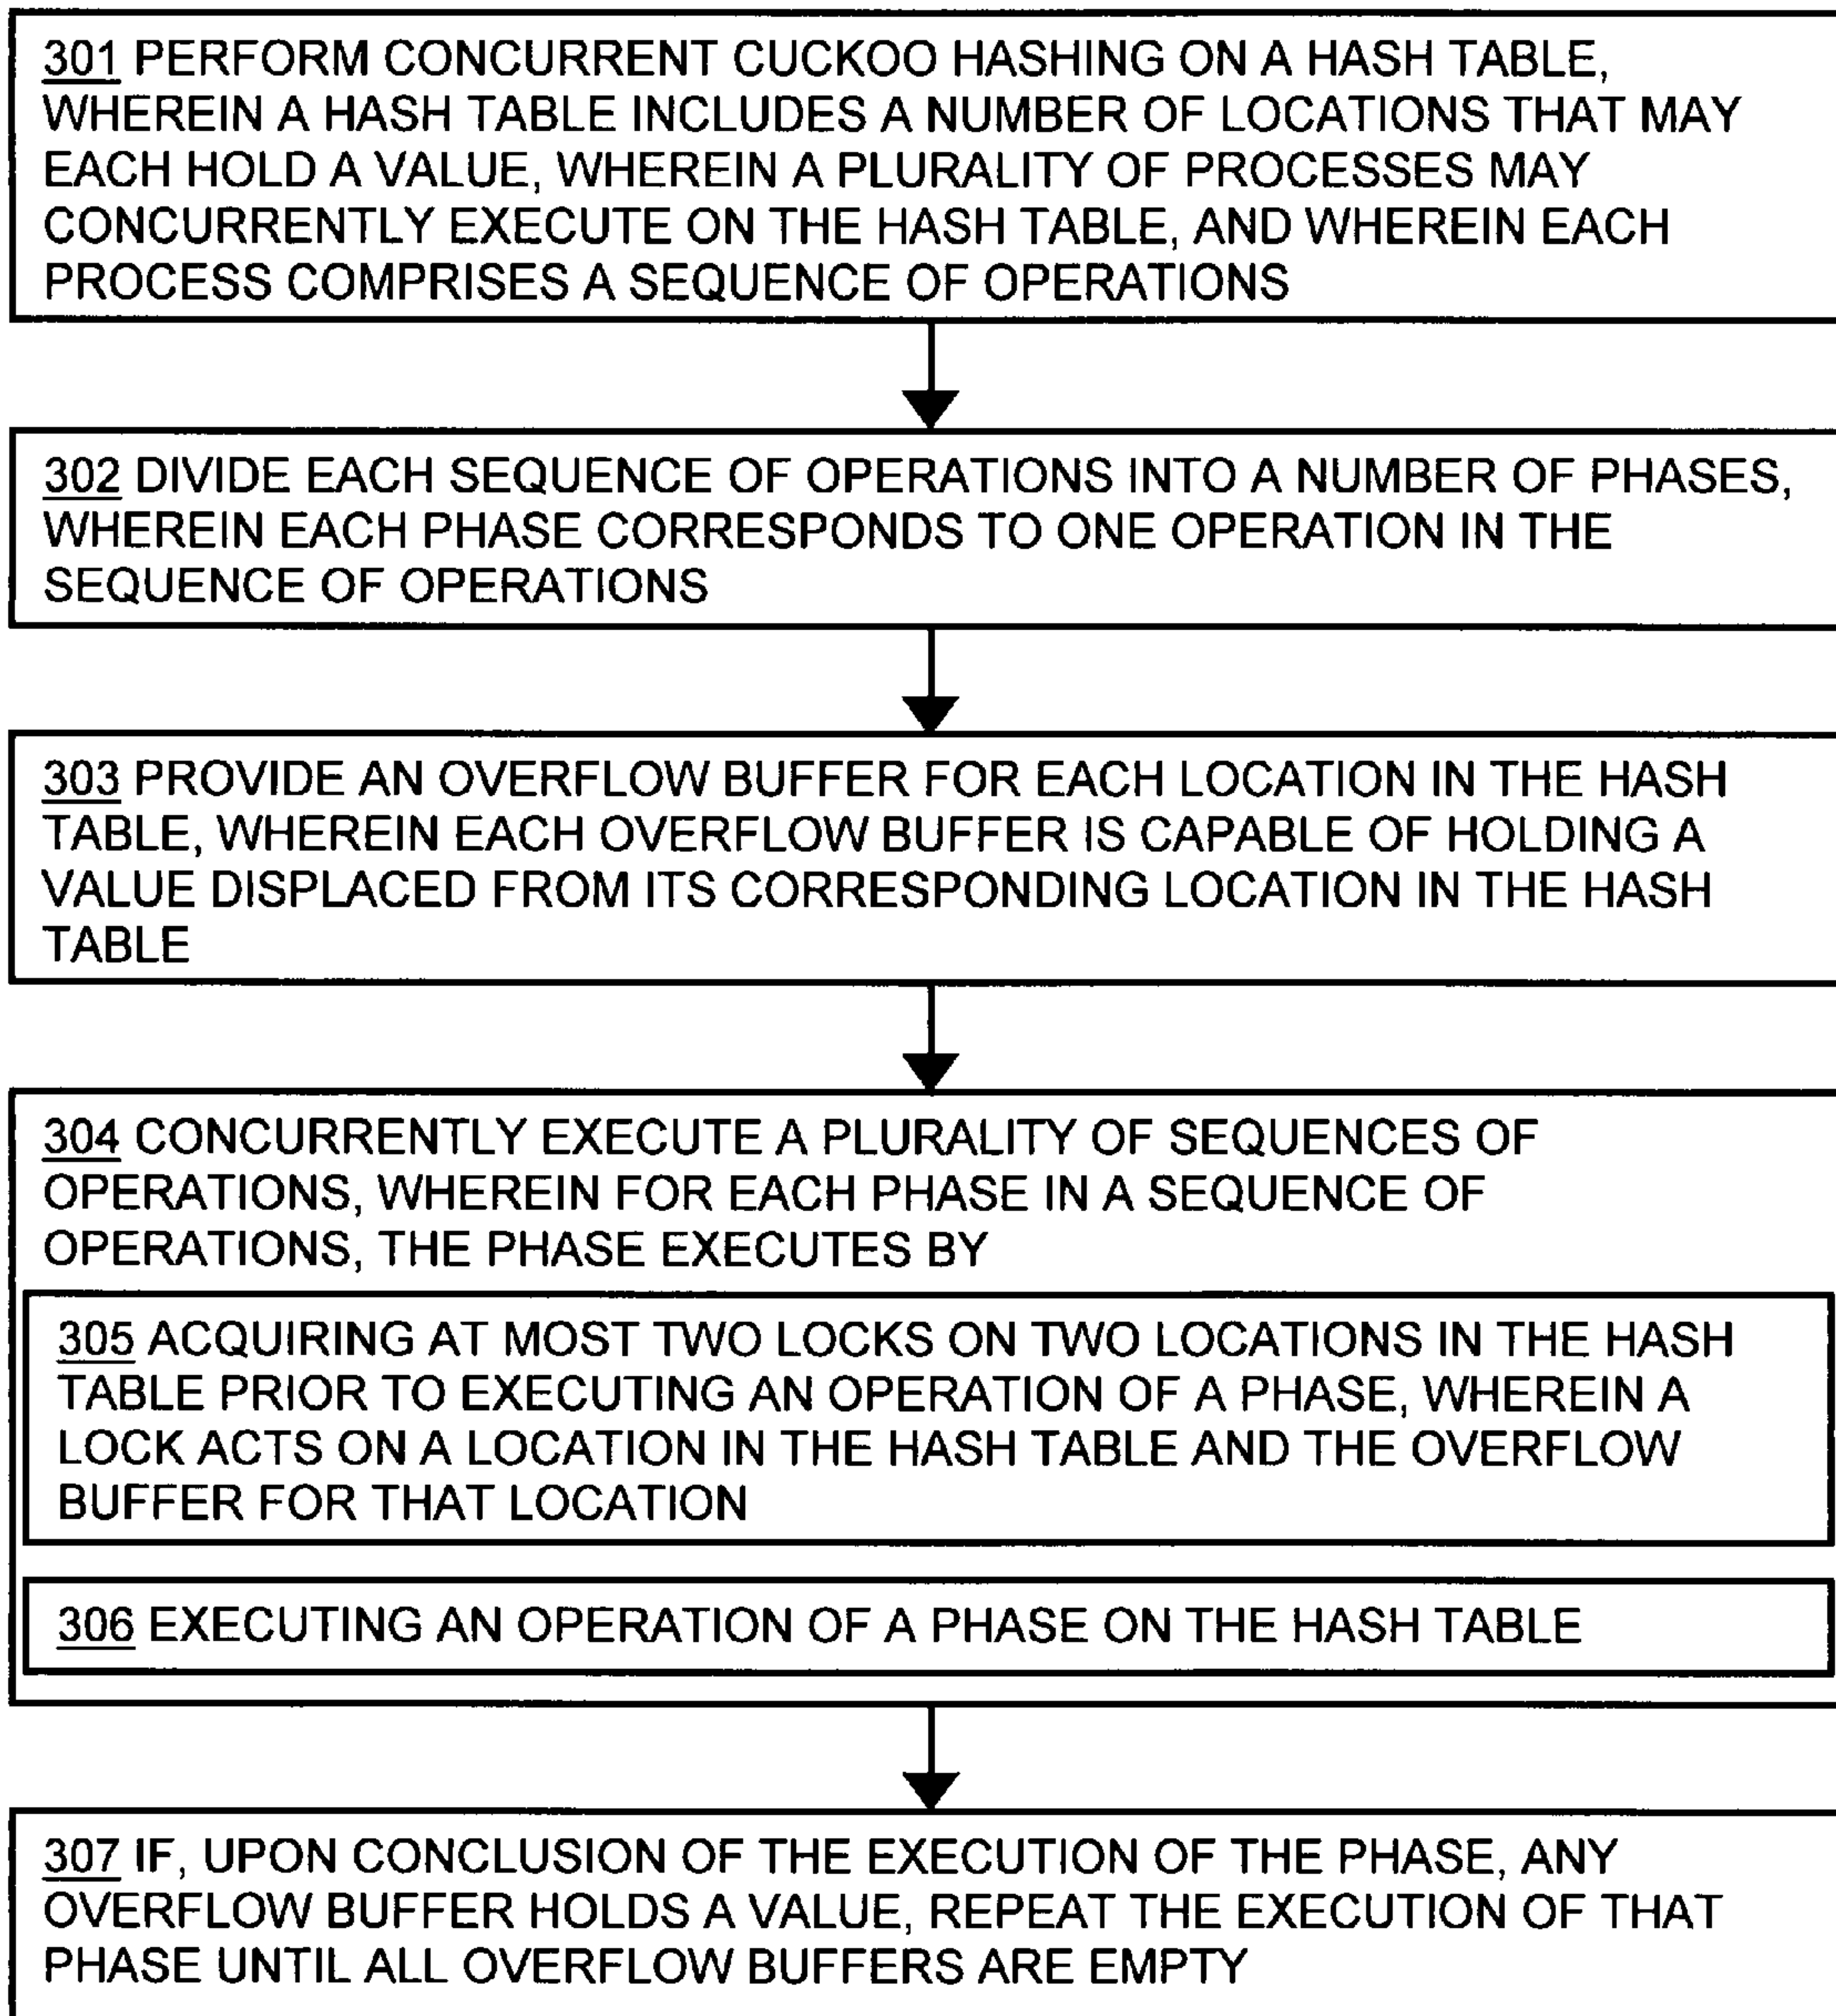 301 PERFORM CONCURRENT CUCKOO HASHING ON A HASH TABLE,
WHEREIN A HASH TABLE INCLUDES A NUMBER OF LOCATIONS THAT MAY
EACH HOLD A VALUE, WHEREIN A PLURALITY OF PROCESSES MAY
CONCURRENTLY EXECUTE ON THE HASH TABLE, AND WHEREIN EACH
PROCESS COMPRISES A SEQUENCE OF OPERATIONS
302 DIVIDE EACH SEQUENCE OF OPERATIONS INTO A NUMBER OF PHASES,
WHEREIN EACH PHASE CORRESPONDS TO ONE OPERATION IN THE
SEQUENCE OF OPERATIONS
303 PROVIDE AN OVERFLOW BUFFER FOR EACH LOCATION IN THE HASH
TABLE, WHEREIN EACH OVERFLOW BUFFER IS CAPABLE OF HOLDING A
VALUE DISPLACED FROM ITS CORRESPONDING LOCATION IN THE HASH
TABLE
304 CONCURRENTLY EXECUTE A PLURALITY OF SEQUENCES OF
OPERATIONS, WHEREIN FOR EACH PHASE IN A SEQUENCE OF
OPERATIONS, THE PHASE EXECUTES BY
305 ACQUIRING AT MOST TWO LOCKS ON TWO LOCATIONS IN THE HASH
TABLE PRIOR TO EXECUTING AN OPERATION OF A PHASE, WHEREIN A
LOCK ACTS ON A LOCATION IN THE HASH TABLE AND THE OVERFLOW
BUFFER FOR THAT LOCATION
306 EXECUTING AN OPERATION OF A PHASE ON THE HASH TABLE
307 IF, UPON CONCLUSION OF THE EXECUTION OF THE PHASE, ANY
OVERFLOW BUFFER HOLDS A VALUE, REPEAT THE EXECUTION OF THAT
PHASE UNTIL ALL OVERFLOW BUFFERS ARE EMPTY